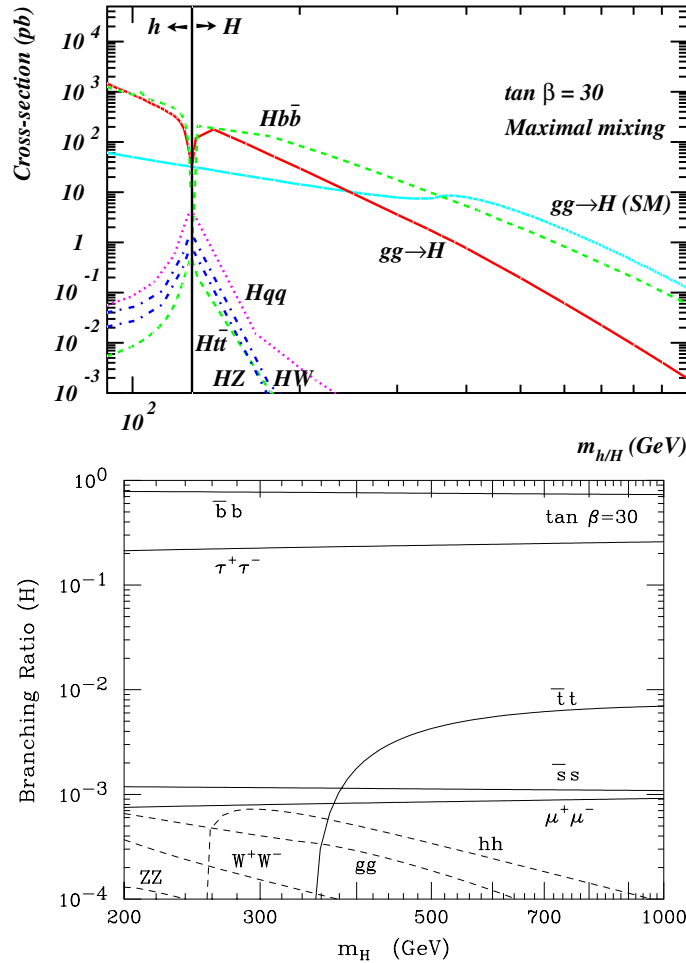 h H
Cross-section (pb)
10 5
10 4
10 3
10 2
10
1
10 -1
10 -2
10 -3
tan β = 30
Maximal mixing
Hbb̄
gg→H (SM)
gg→H
Hqq
Htt̄
HZ HW
10 2
m h/H (GeV)
Branching Ratio (H)
10 0
10 -1
10 -2
10 -3
10 -4
b̄ b
tan β=30
τ+ τ−
t̄ t
s̄ s
μ+ μ−
hh
W+W−
gg
ZZ
200 300 500 700 1000
m H (GeV)